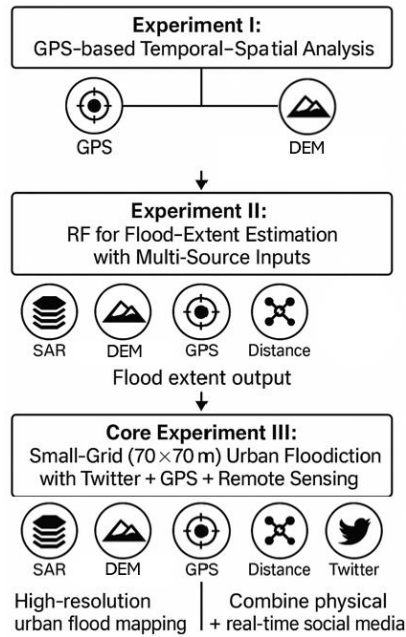 Experiment I:
GPS-based Temporal-Spatial Analysis
GPS
DEM
Experiment II:
RF for Flood-Extent Estimation
with Multi-Source Inputs
SAR
DEM
GPS
Distance
Flood extent output
Core Experiment III:
Small-Grid (70×70 m) Urban Floodiction
with Twitter + GPS + Remote Sensing
SAR
DEM
GPS
Distance
Twitter
High-resolution
urban flood mapping
Combine physical
+ real-time social media